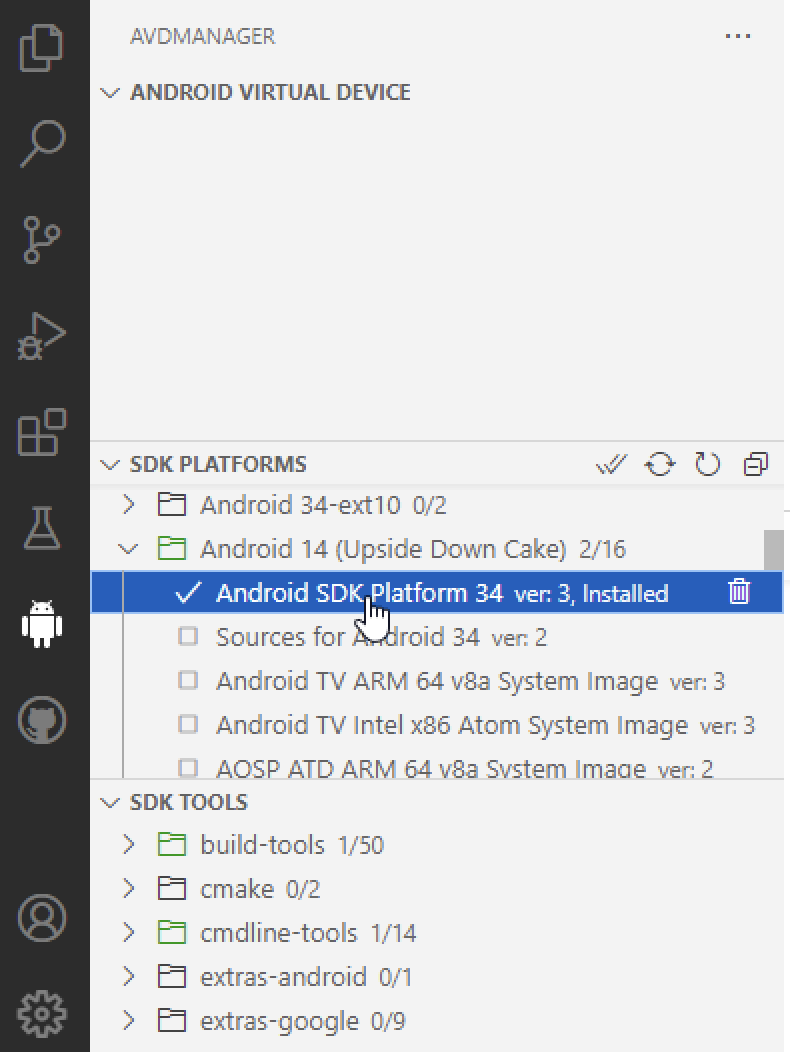 AVDMANAGER
ANDROID VIRTUAL DEVICE
SDK PLATFORMS
Android 34-ext10 0/2
Android 14 (Upside Down Cake) 2/16
Android SDK Platform 34 ver: 3, Installed
Sources for Android 34 ver: 2
Android TV ARM 64 v8a System Image ver: 3
Android TV Intel x86 Atom System Image ver: 3
AOSP ATD ARM 64 v8a System Image ver: 2
SDK TOOLS
build-tools 1/50
cmake 0/2
cmdline-tools 1/14
extras-android 0/1
extras-google 0/9